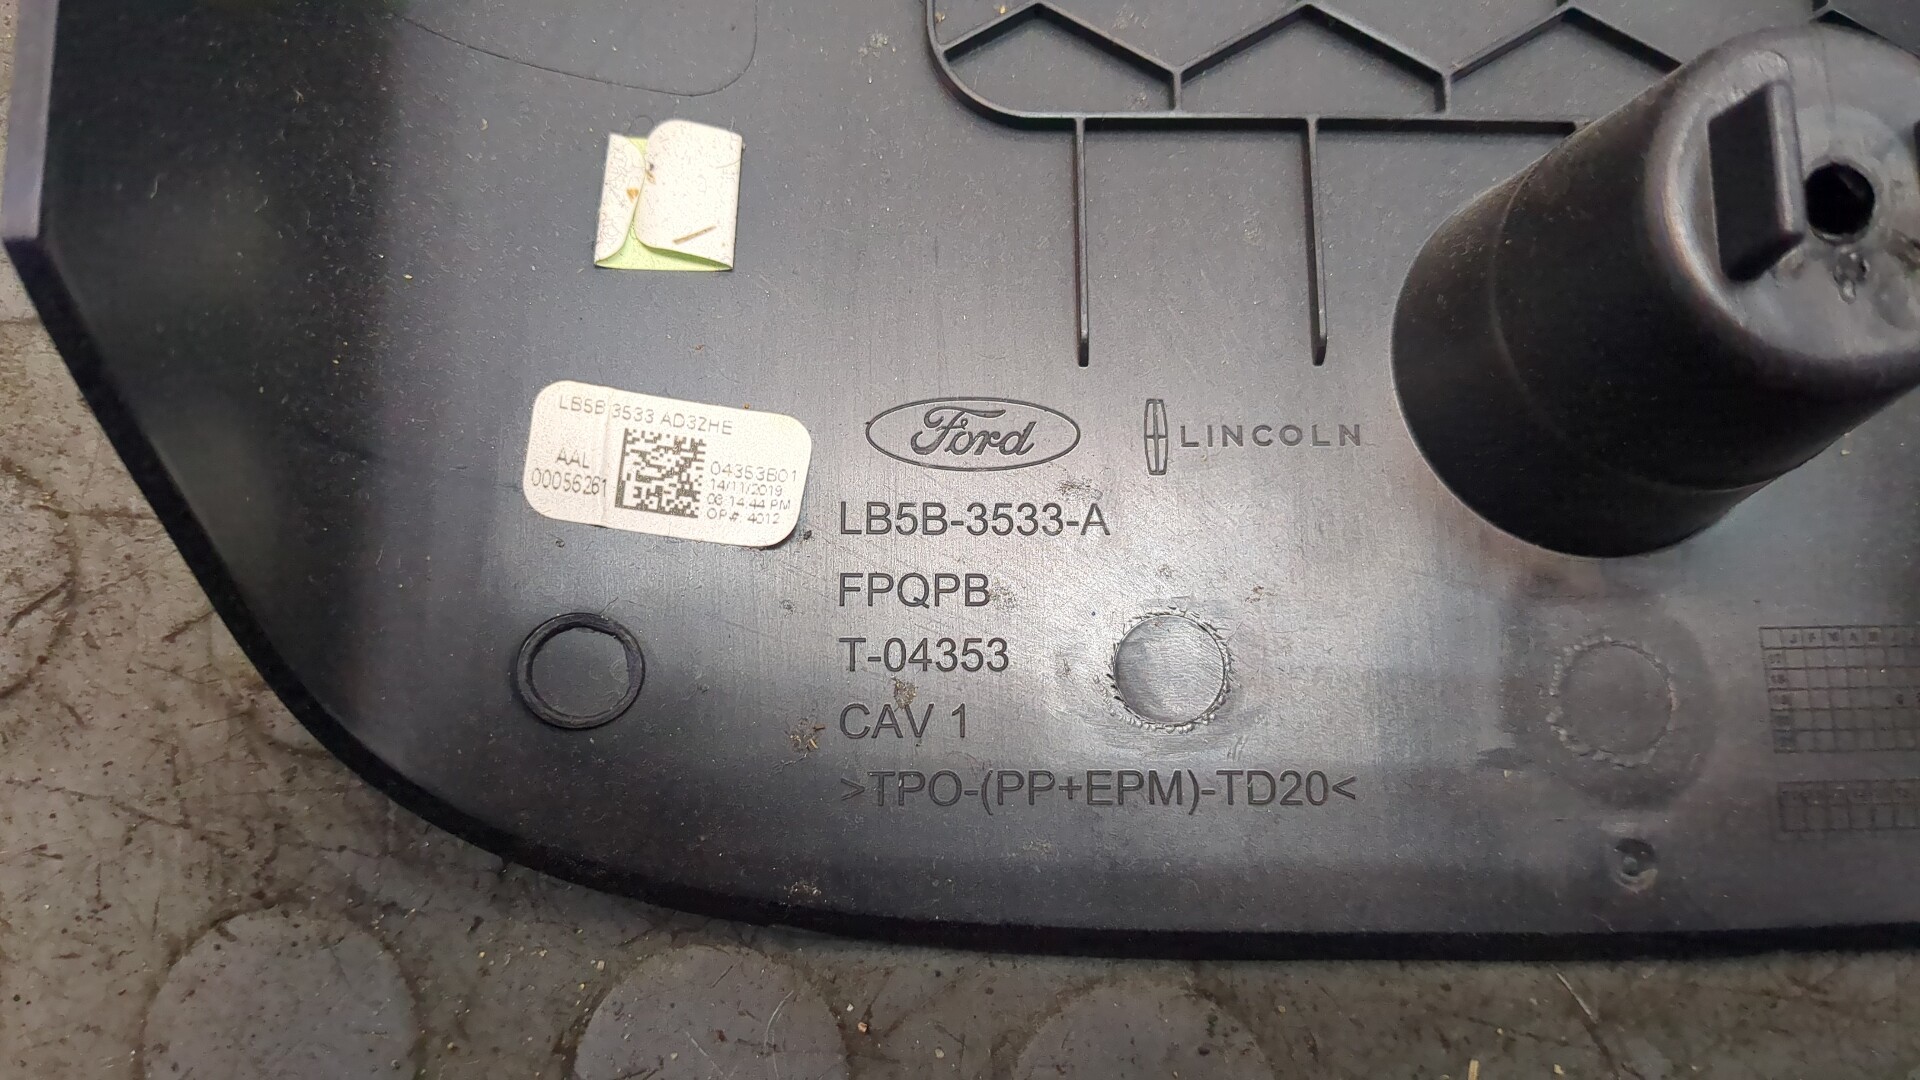 LB5B 3533 AD3ZHE
AAL
00056261
04353B01
14/11/2019
06:14:44 PM
OP#: 4012
Ford
LINCOLN
LB5B-3533-A
FPQPB
T-04353
CAV 1
>TPO-(PP+EPM)-TD20<
J F M A M J